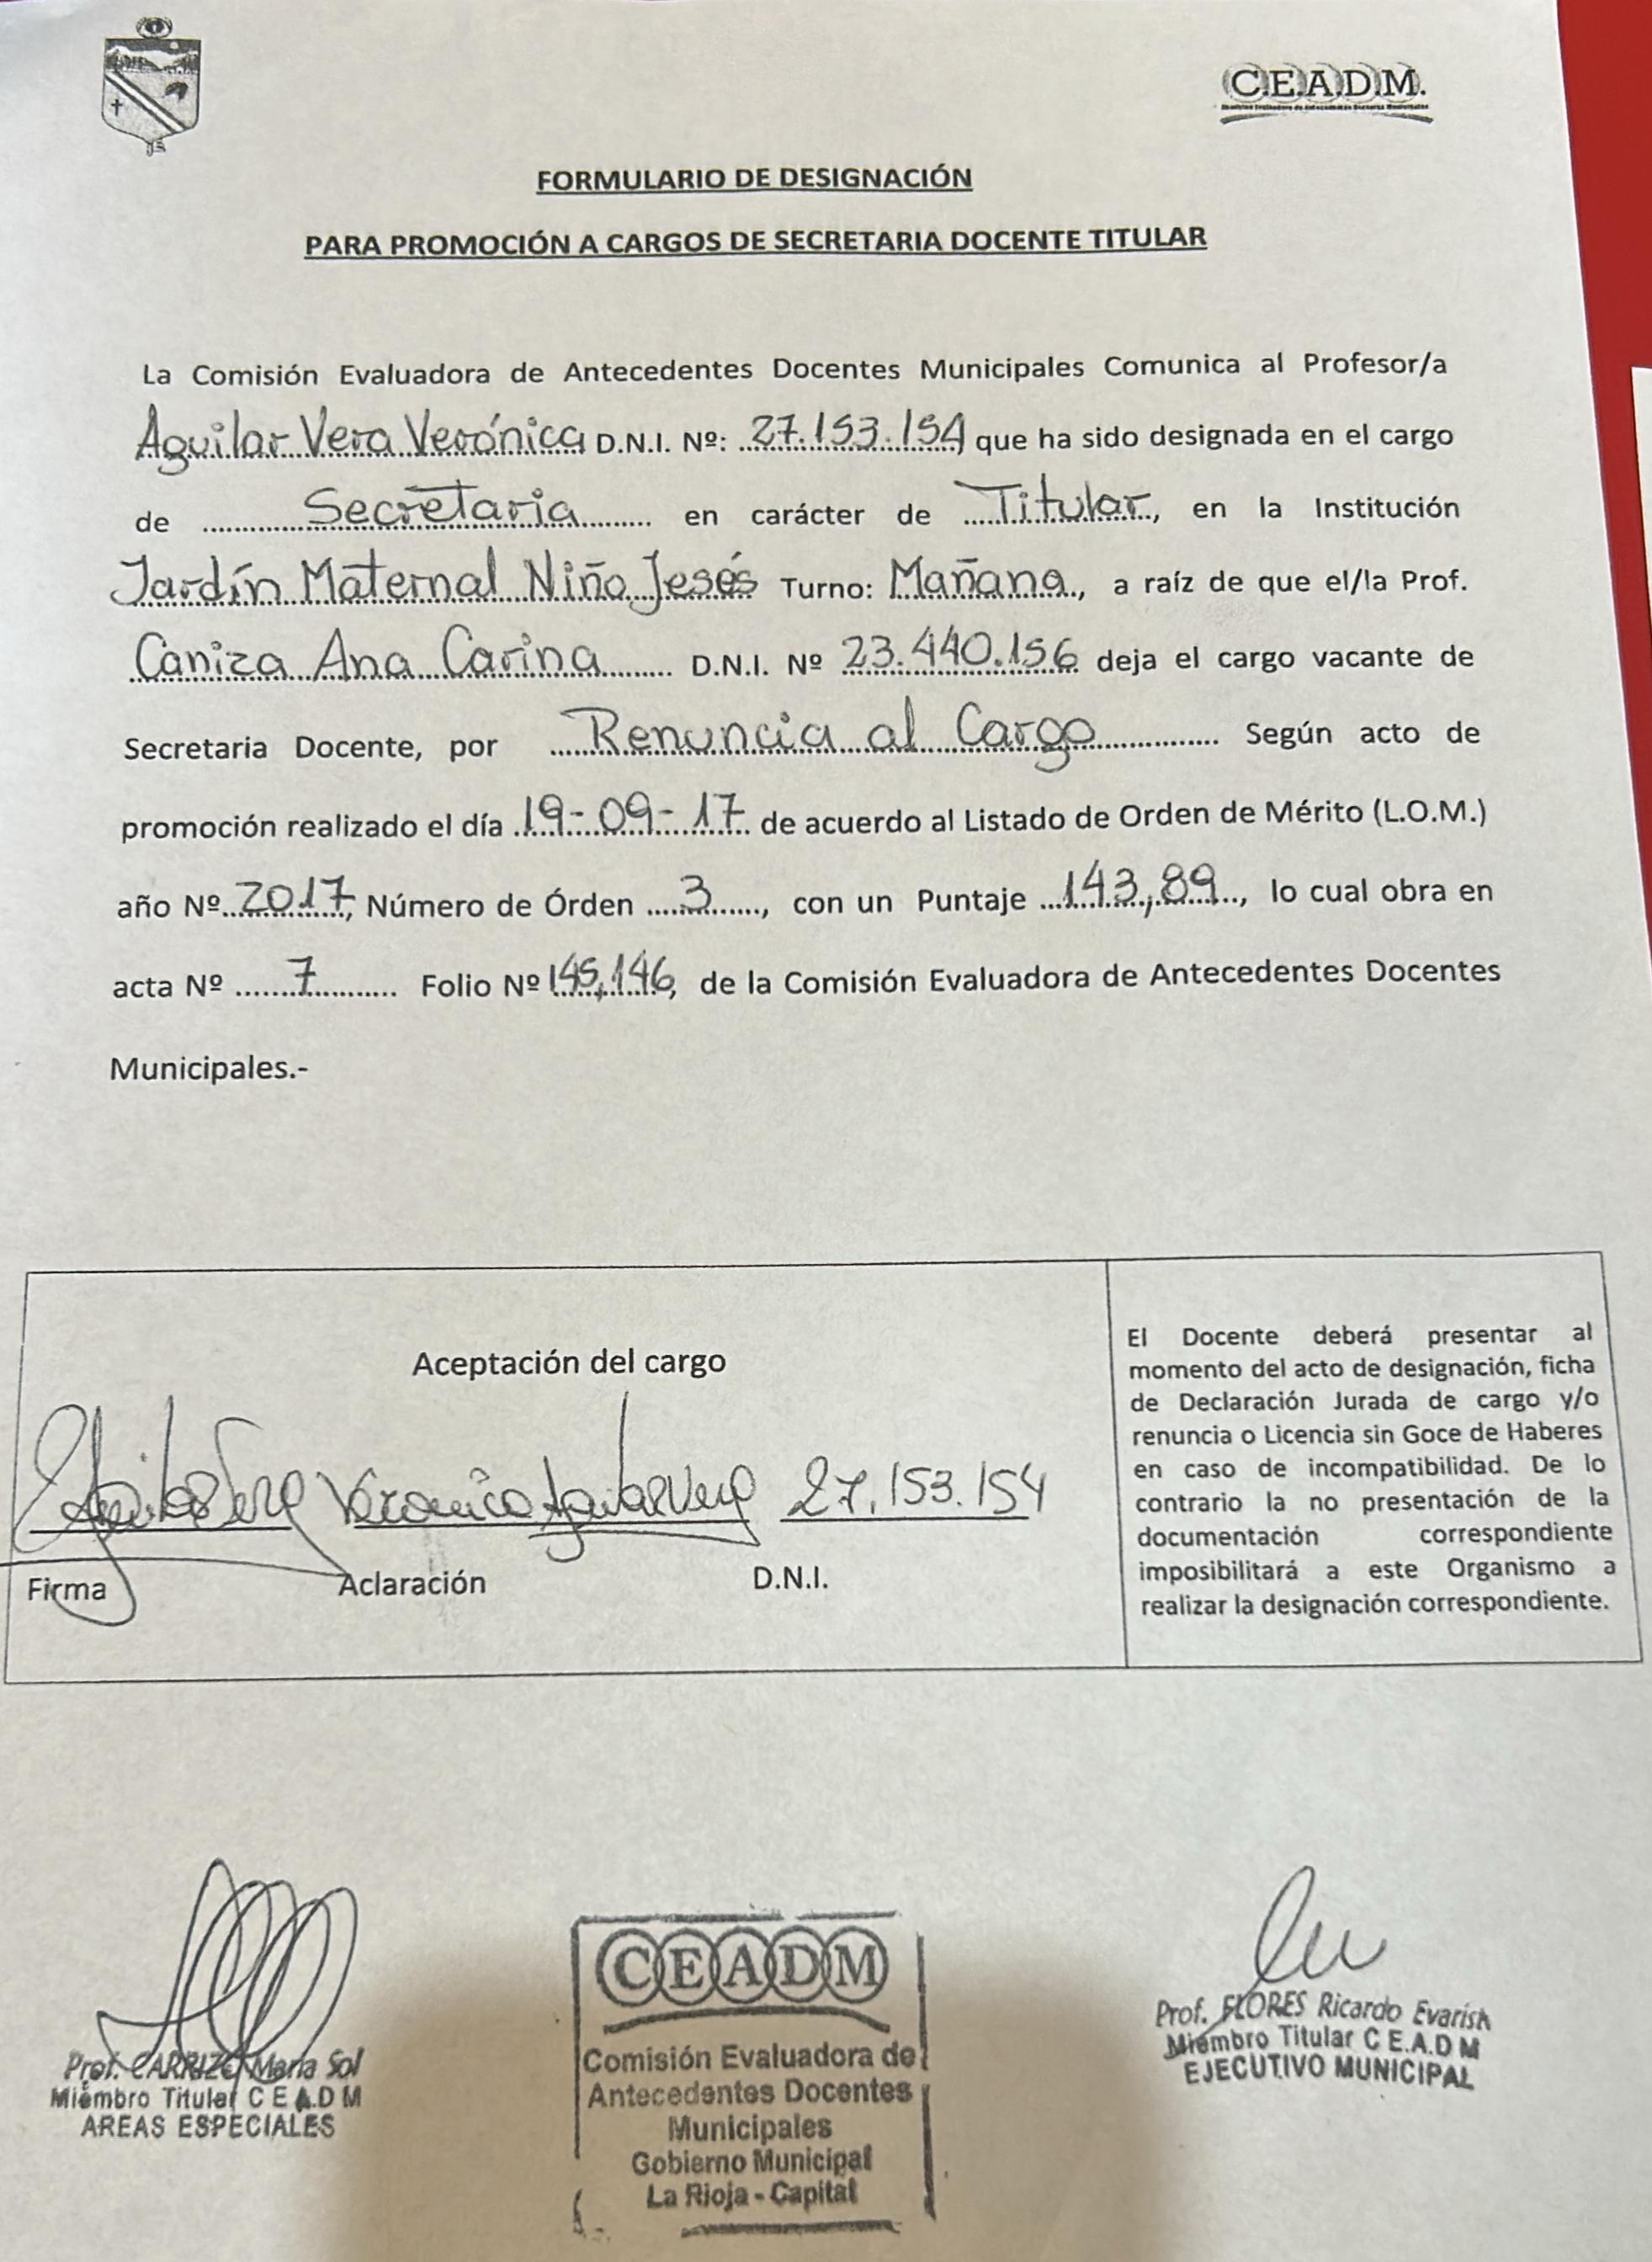 C.E.A.D.M.
FORMULARIO DE DESIGNACIÓN
PARA PROMOCIÓN A CARGOS DE SECRETARIA DOCENTE TITULAR
La Comisión Evaluadora de Antecedentes Docentes Municipales Comunica al Profesor/a
Aguilar Vera Verónica D.N.I. Nº: 27.153.154 que ha sido designada en el cargo
de Secretaria en carácter de Titular, en la Institución
Jardín Maternal Niño Jesés Turno: Mañana, a raíz de que el/la Prof.
Caniza Ana Carina D.N.I. Nº 23.440.156 deja el cargo vacante de
Secretaria Docente, por Renuncia al Cargo Según acto de
promoción realizado el día 19-09-17 de acuerdo al Listado de Orden de Mérito (L.O.M.)
año Nº 2017, Número de Órden 3, con un Puntaje 143,89, lo cual obra en
acta Nº 7 Folio Nº 145,146, de la Comisión Evaluadora de Antecedentes Docentes
Municipales.-
Aceptación del cargo
Verónica Aguilar Vera 27.153.154
Firma Aclaración D.N.I.
El Docente deberá presentar al
momento del acto de designación, ficha
de Declaración Jurada de cargo y/o
renuncia o Licencia sin Goce de Haberes
en caso de incompatibilidad. De lo
contrario la no presentación de la
documentación correspondiente
imposibilitará a este Organismo a
realizar la designación correspondiente.
Prof. CARRIZO Maria Sol
Miembro Titular C E A.D M
AREAS ESPECIALES
CEADM
Comisión Evaluadora de
Antecedentes Docentes
Municipales
Gobierno Municipal
La Rioja - Capital
Prof. FLORES Ricardo Evaristo
Miembro Titular C E.A.D M
EJECUTIVO MUNICIPAL